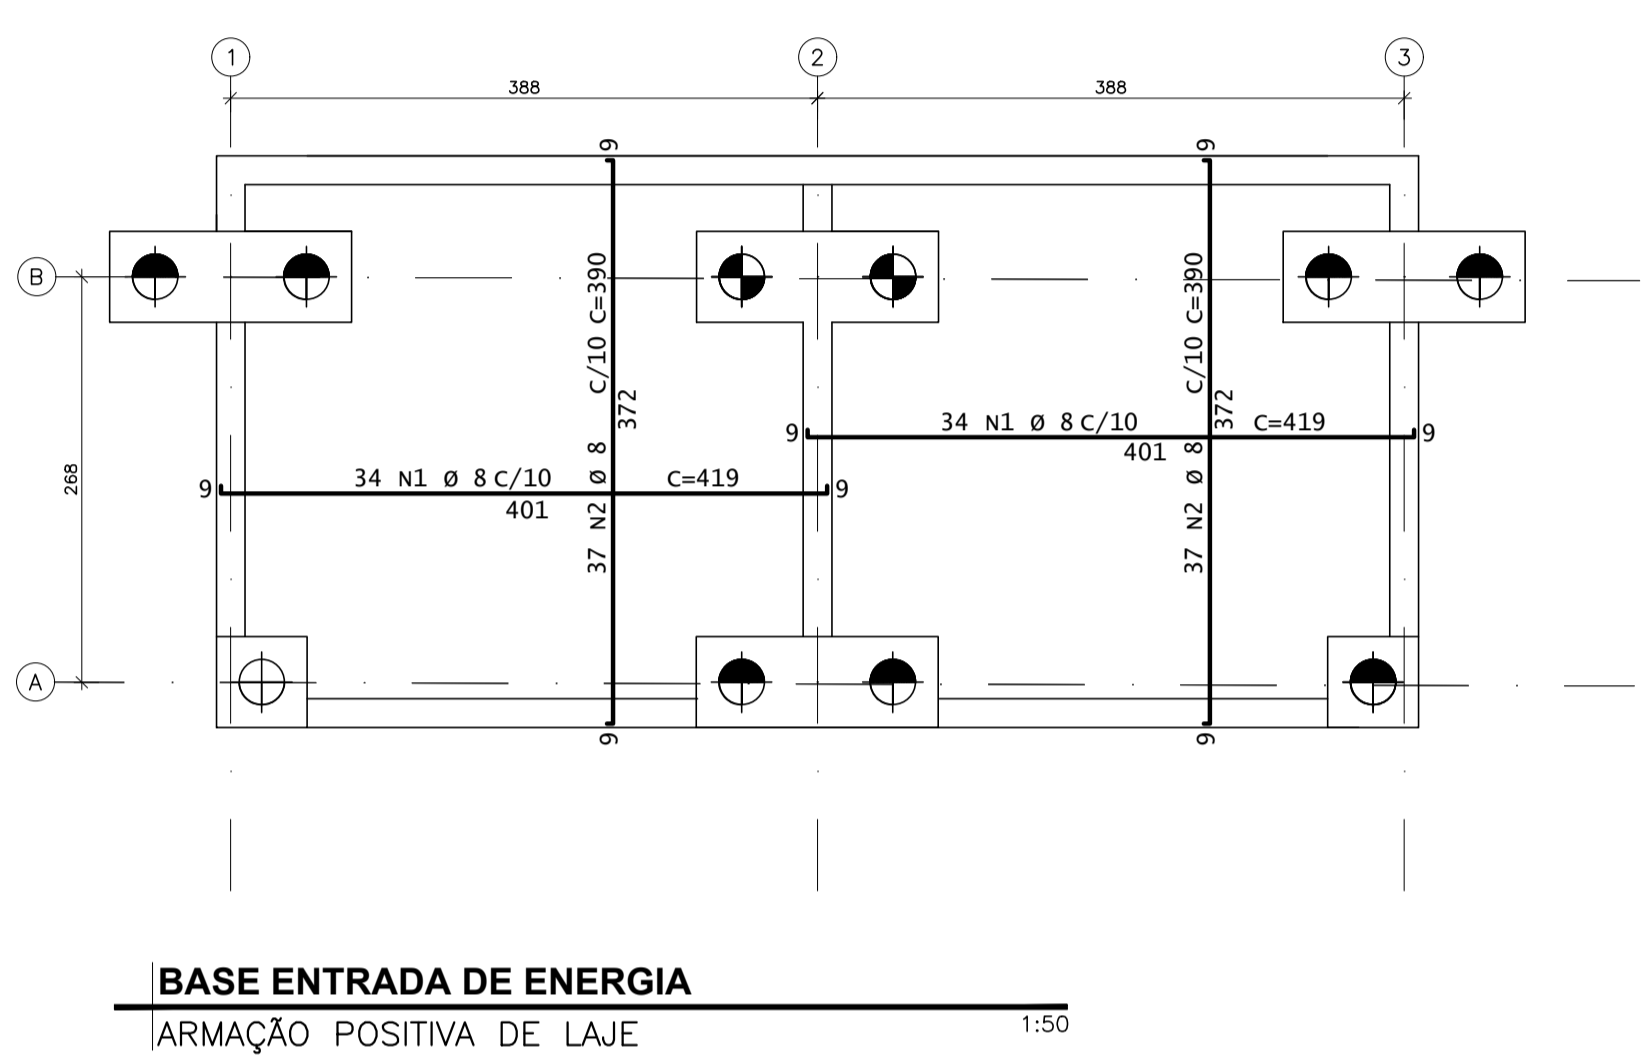 1 2 3
388 388
9 9
B
C/10 C=390
372
37 N2 Ø 8
C/10 C=390
372
37 N2 Ø 8
9 34 N1 Ø 8 C/10 C=419 9
401
268
9 34 N1 Ø 8 C/10 C=419 9
401
A
9 9
BASE ENTRADA DE ENERGIA
ARMAÇÃO POSITIVA DE LAJE 1:50